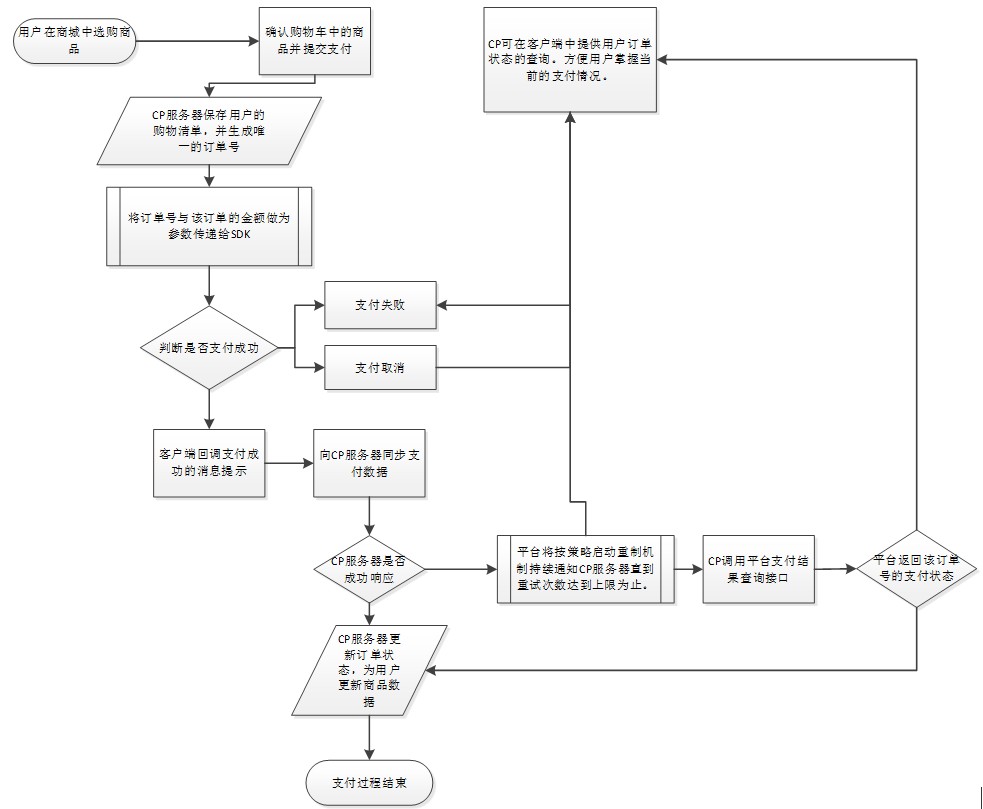 用户在商城中选购商
品
确认购物车中的商
品并提交支付
CP可在客户端中提供用户订单
状态的查询。方便用户掌握当
前的支付情况。
CP服务器保存用户的
购物清单，并生成唯
一的订单号
将订单号与该订单的金额做为
参数传递给SDK
支付失败
判断是否支付成功
支付取消
客户端回调支付成
功的消息提示
向CP服务器同步支
付数据
CP服务器是否
成功响应
平台将按策略启动重制机
制持续通知CP服务器直到
重试次数达到上限为止。
CP调用平台支付结
果查询接口
平台返回该订单
号的支付状态
CP服务器更
新订单状
态，为用户
更新商品数
据
支付过程结束